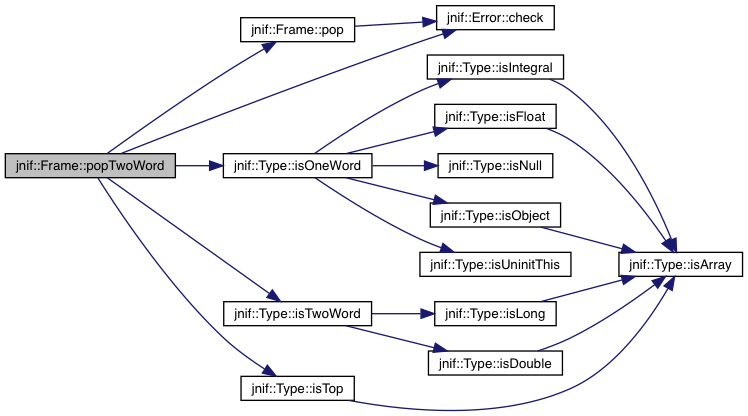 jnif::Frame::popTwoWord
jnif::Frame::pop
jnif::Error::check
jnif::Type::isOneWord
jnif::Type::isIntegral
jnif::Type::isFloat
jnif::Type::isNull
jnif::Type::isObject
jnif::Type::isUninitThis
jnif::Type::isArray
jnif::Type::isTwoWord
jnif::Type::isLong
jnif::Type::isDouble
jnif::Type::isTop